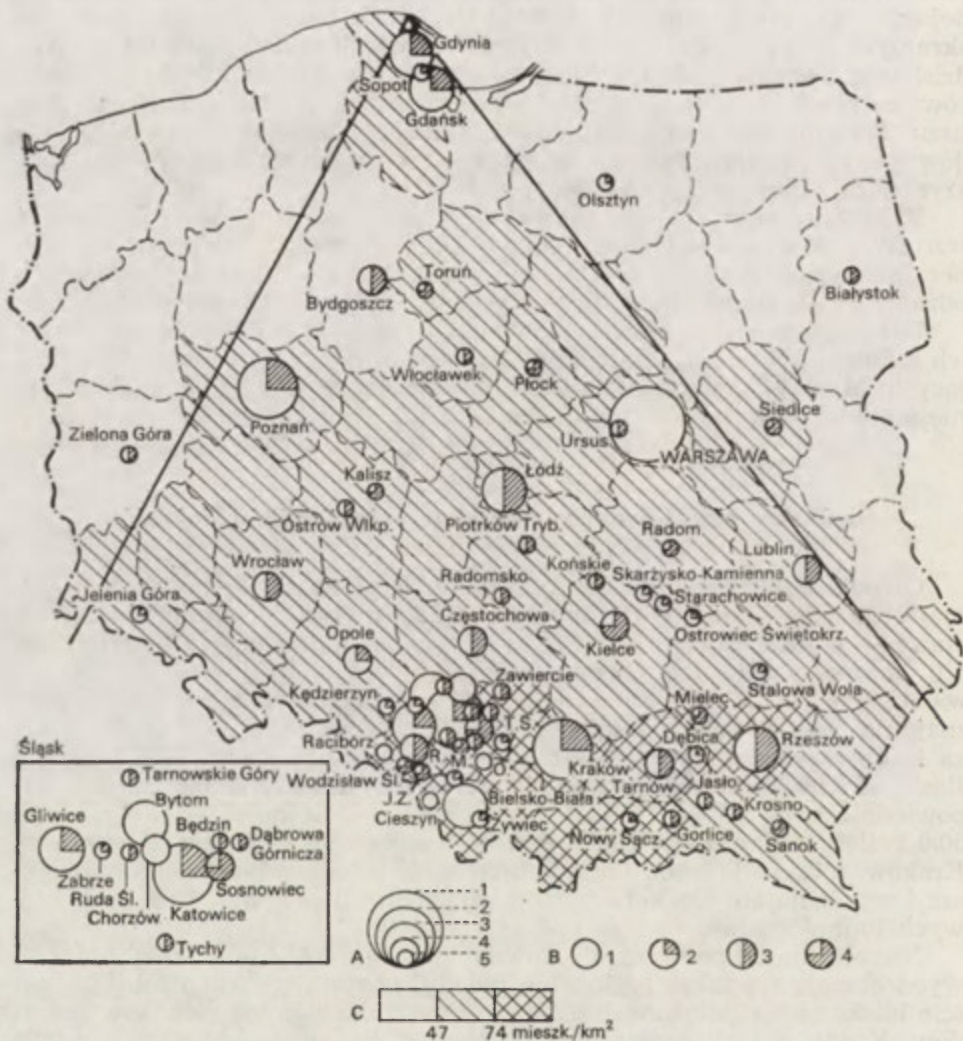 Gdynia
Sopot
Gdańsk
Olsztyn
Białystok
Toruń
Bydgoszcz
Włocławek
Płock
Poznań
Siedlce
Ursus
WARSZAWA
Zielona Góra
Kalisz
Łódź
Ostrów Wlkp.
Piotrków Tryb.
Radom
Lublin
Wrocław
Końskie
Skarżysko-Kamienna
Radomsko
Starachowice
Jelenia Góra
Częstochowa
Ostrowiec Świętokrz.
Opole
Kielce
Zawiercie
Stalowa Wola
Kędzierzyn
Mielec
T.S.
Dębica
Rzeszów
Racibórz
R.
M.
O.
Kraków
Tarnów
Jasło
Wodzisław Śl.
Krosno
J.Z.
Bielsko-Biała
Cieszyn
Żywiec
Nowy Sącz
Gorlice
Sanok
Śląsk
Tarnowskie Góry
Bytom
Gliwice
Będzin
Dąbrowa
Górnicza
Zabrze
Ruda Śl.
Sosnowiec
Chorzów
Katowice
Tychy
A 1
2
3
4
5
B 1 2 3 4
C 47 74 mieszk./km²